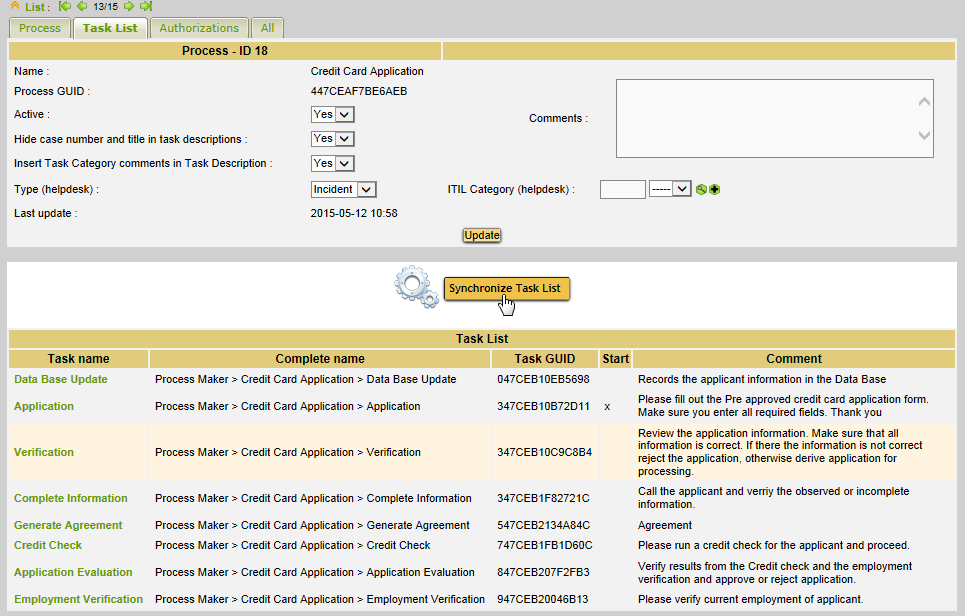 List : 13/15
Process Task List Authorizations All
Process - ID 18
Name : Credit Card Application
Process GUID : 447CEAF7BE6AEB
Active : Yes
Comments :
Hide case number and title in task descriptions : Yes
Insert Task Category comments in Task Description : Yes
Type (helpdesk) : Incident ITIL Category (helpdesk) : -----
Last update : 2015-05-12 10:58
Update
Synchronize Task List
Task List
Task name Complete name Task GUID Start Comment
Data Base Update Process Maker > Credit Card Application > Data Base Update 047CEB10EB5698 Records the applicant information in the Data Base
Application Process Maker > Credit Card Application > Application 347CEB10B72D11 x Please fill out the Pre approved credit card application form.
Make sure you enter all required fields. Thank you
Verification Process Maker > Credit Card Application > Verification 347CEB10C9C8B4 Review the application information. Make sure that all
information is correct. If there the information is not correct
reject the application, otherwise derive application for
processing.
Complete Information Process Maker > Credit Card Application > Complete Information 347CEB1F82721C Call the applicant and verriy the observed or incomplete
information.
Generate Agreement Process Maker > Credit Card Application > Generate Agreement 547CEB2134A84C Agreement
Credit Check Process Maker > Credit Card Application > Credit Check 747CEB1FB1D60C Please run a credit check for the applicant and proceed.
Application Evaluation Process Maker > Credit Card Application > Application Evaluation 847CEB207F2FB3 Verify results from the Credit check and the employment
verification and approve or reject application.
Employment Verification Process Maker > Credit Card Application > Employment Verification 947CEB20046B13 Please verify current employment of applicant.